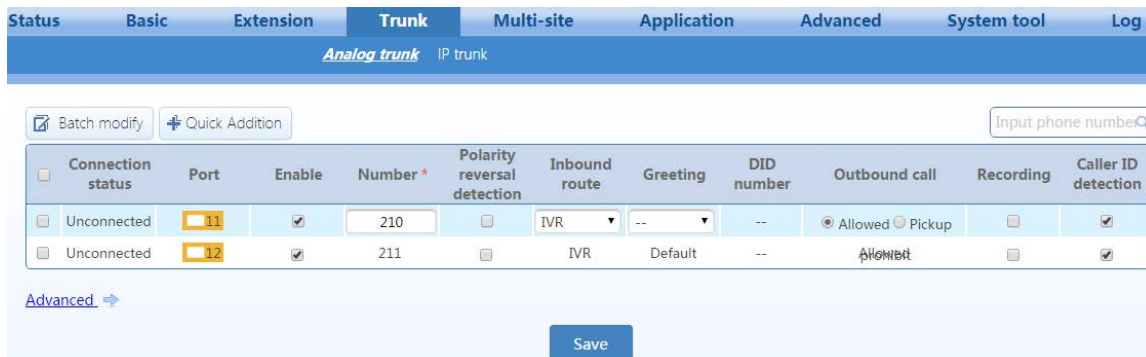 Status Basic Extension Trunk Multi-site Application Advanced System tool Log
Analog trunk IP trunk
Batch modify Quick Addition Input phone number
Connection status Port Enable Number * Polarity reversal detection Inbound route Greeting DID number Outbound call Recording Caller ID detection
Unconnected 11 210 IVR -- -- Allowed Pickup
Unconnected 12 211 IVR Default -- Allowed prohibit
Advanced
Save